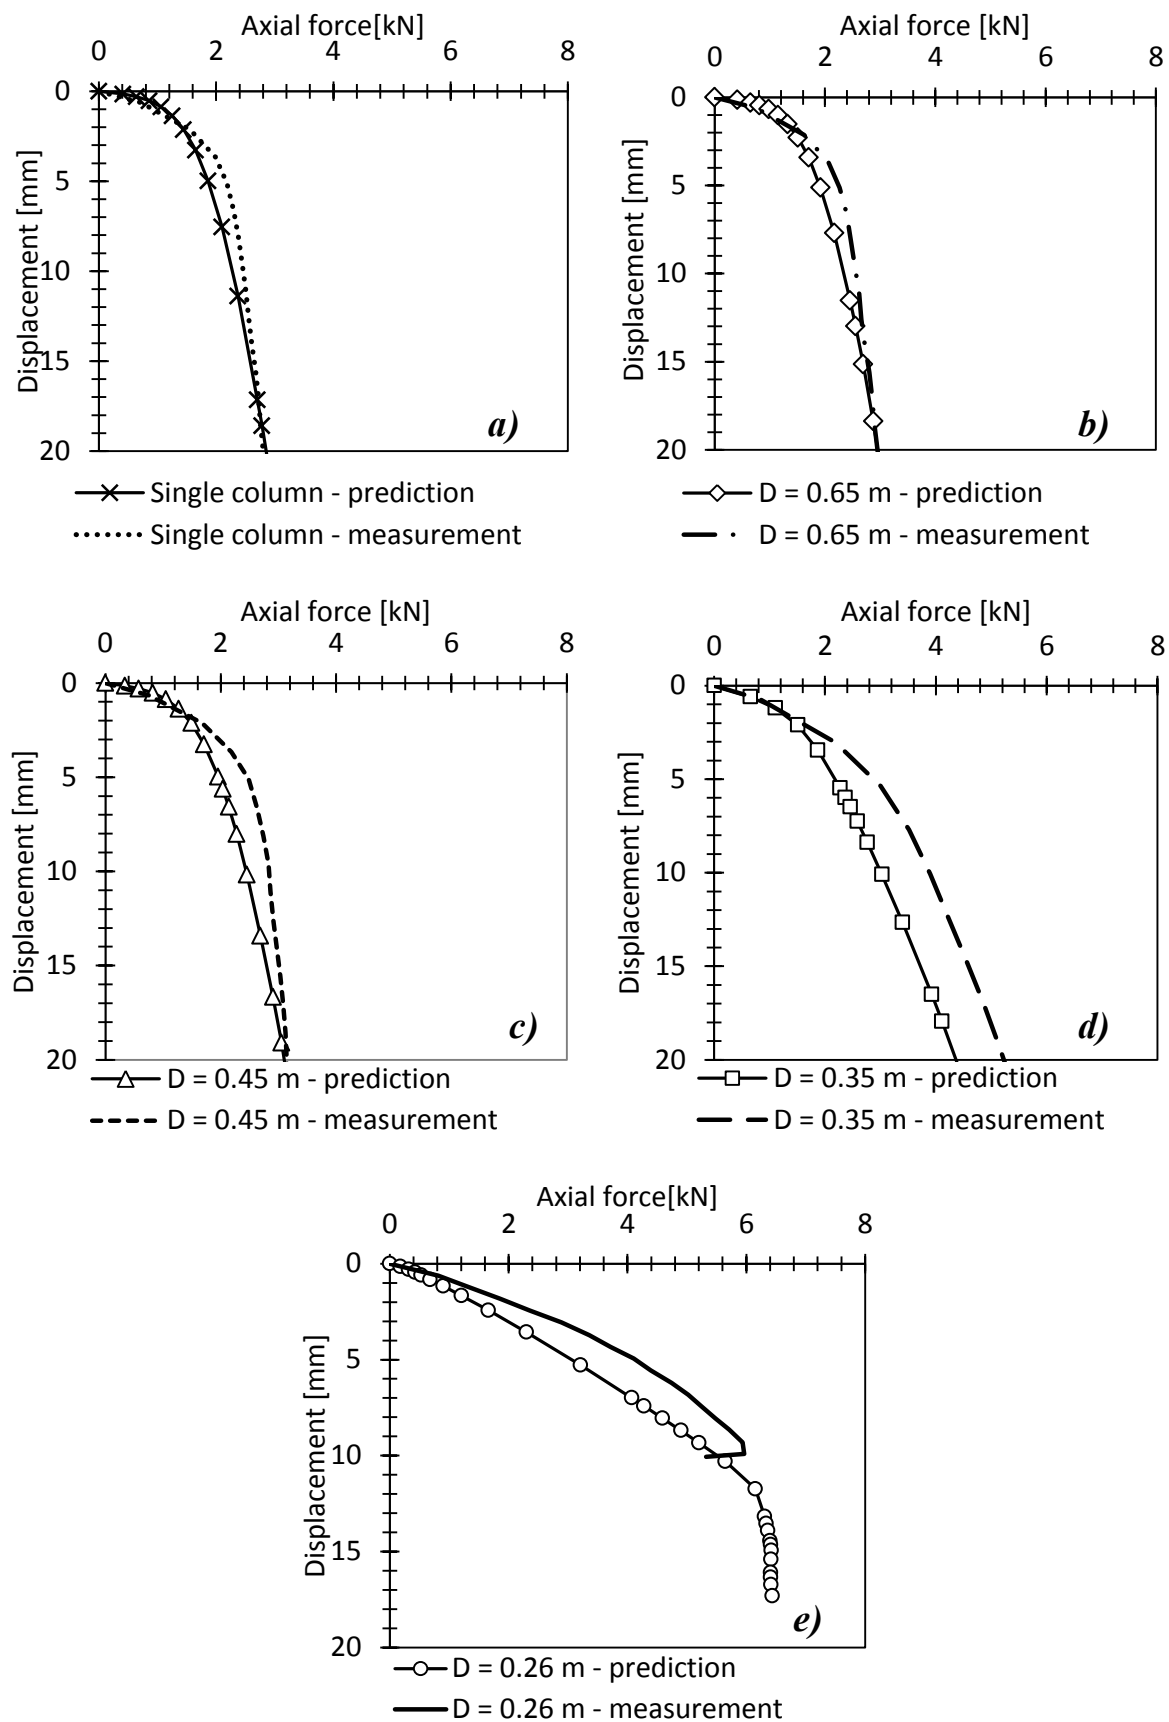 Axial force[kN]
0 2 4 6 8
0
5
10
15
20
Displacement [mm]
a)
Single column - prediction
Single column - measurement
Axial force [kN]
0 2 4 6 8
0
5
10
15
20
Displacement [mm]
b)
D = 0.65 m - prediction
D = 0.65 m - measurement
Axial force [kN]
0 2 4 6 8
0
5
10
15
20
Displacement [mm]
c)
D = 0.45 m - prediction
D = 0.45 m - measurement
Axial force [kN]
0 2 4 6 8
0
5
10
15
20
Displacement [mm]
d)
D = 0.35 m - prediction
D = 0.35 m - measurement
Axial force[kN]
0 2 4 6 8
0
5
10
15
20
Displacement [mm]
e)
D = 0.26 m - prediction
D = 0.26 m - measurement